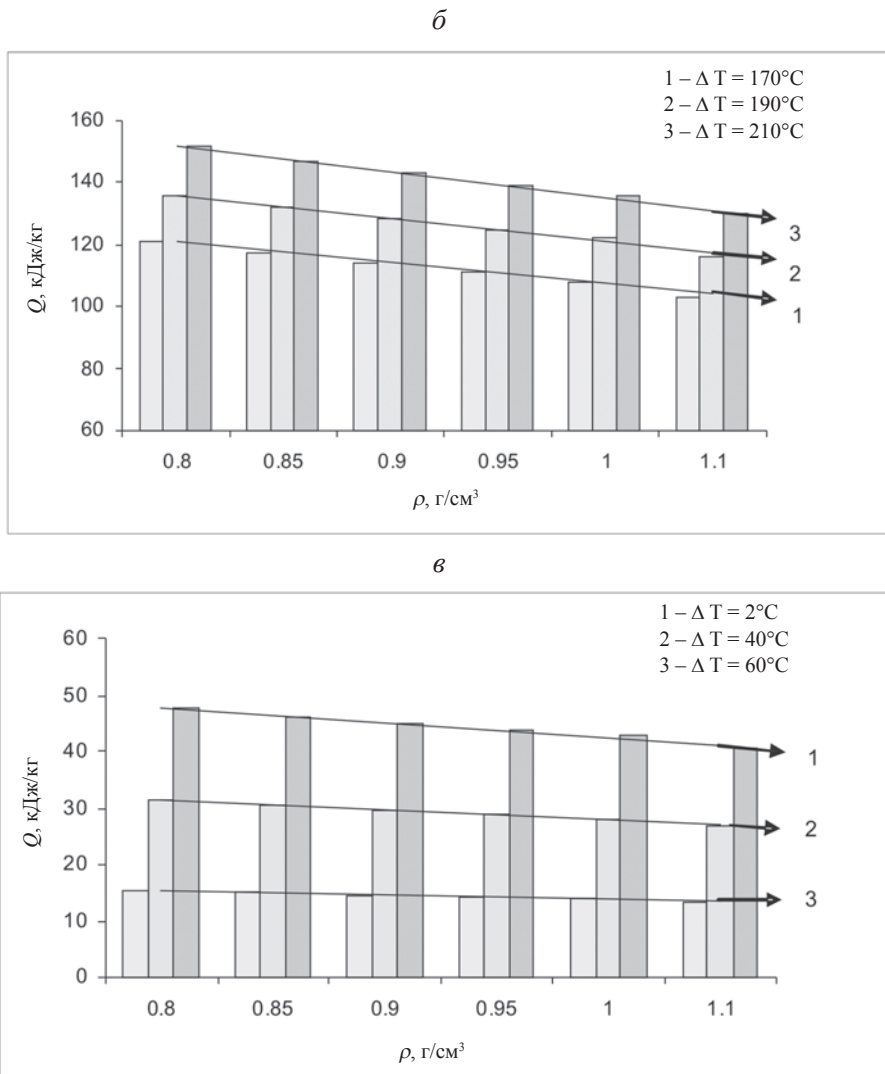 б
1 – Δ T = 170°C
2 – Δ T = 190°C
3 – Δ T = 210°C
160
140
120
100
80
60
Q, кДж/кг
3
2
1
0.8 0.85 0.9 0.95 1 1.1
ρ, г/см³
в
1 – Δ T = 2°C
2 – Δ T = 40°C
3 – Δ T = 60°C
60
50
40
30
20
10
0
Q, кДж/кг
1
2
3
0.8 0.85 0.9 0.95 1 1.1
ρ, г/см³